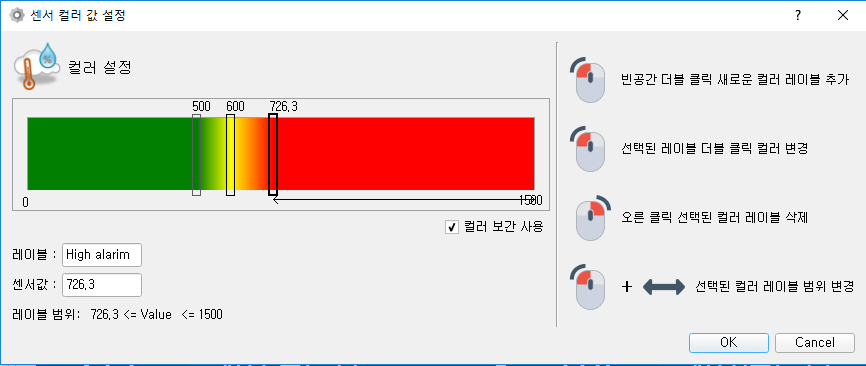 센서 컬러 값 설정
컬러 설정
500 600 726.3
0 1500
컬러 보간 사용
레이블 : High alarim
센서값 : 726.3
레이블 범위: 726.3 <= Value <= 1500
빈공간 더블 클릭 새로운 컬러 레이블 추가
선택된 레이블 더블 클릭 컬러 변경
오른 클릭 선택된 컬러 레이블 삭제
+ 선택된 컬러 레이블 범위 변경
OK Cancel